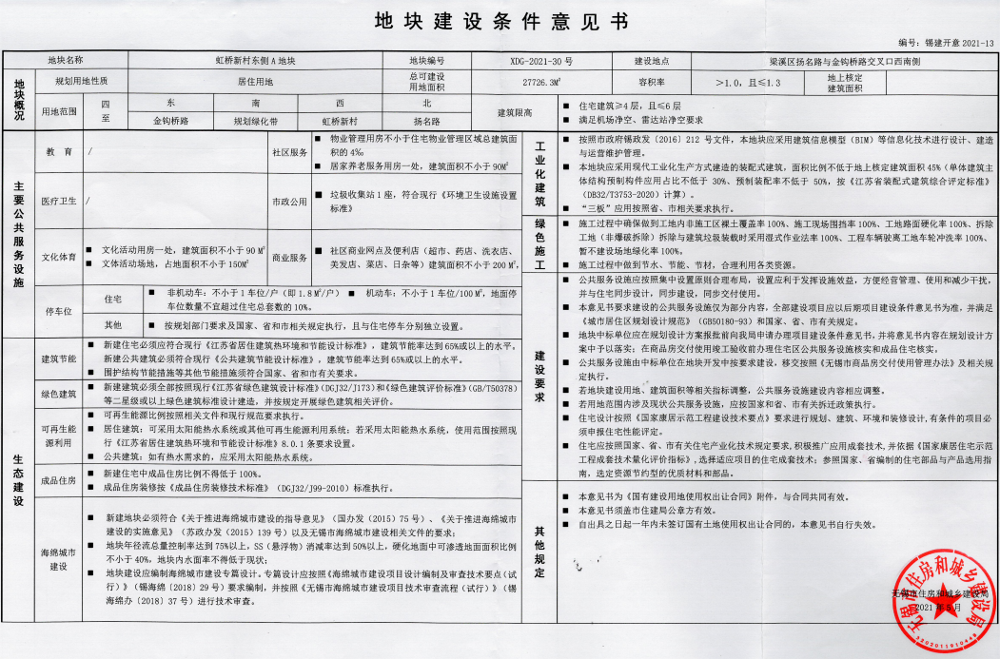 地块建设条件意见书
编号：锡建开意 2021-13
地块名称
虹桥新村东侧A地块
地块编号
XDG-2021-30 号
建设地点
梁溪区扬名路与金钩桥路交叉口西南侧
地块概况
规划用地性质
居住用地
总可建设
用地面积
27726.3M²
容积率
>1.0，且≤1.3
地上核定
建筑面积
用地范围
四
至
东
南
西
北
金钩桥路
规划绿化带
虹桥新村
扬名路
建筑限高
■ 住宅建筑≥4 层，且≤6 层
■ 满足机场净空、雷达站净空要求
主要公共服务设施
教 育
/
社区服务
■ 物业管理用房不小于住宅物业管理区域总建筑面
积的 4‰
■ 居家养老服务用房一处，建筑面积不小于 90M²
医疗卫生
/
市政公用
■ 垃圾收集站 1 座，符合现行《环境卫生设施设置
标准》
文化体育
■ 文化活动用房一处，建筑面积不小于 90 M²
■ 文体活动场地，占地面积不小于 150M²
商业服务
■ 社区商业网点及便利店（超市、药店、洗衣店、
美发店、菜店、日杂等）建筑面积不小于 200 M²，
停车位
住宅
■ 非机动车：不小于 1 车位/户（即 1.8 M²/户） ■ 机动车：不小于 1 车位/100 M²，地面停
车位数量不宜超过住宅总套数的 10%。
其他
■ 按规划部门要求及国家、省和市相关规定执行，且与住宅停车分别独立设置。
生态建设
建筑节能
■ 新建住宅必须应符合现行《江苏省居住建筑热环境和节能设计标准》，建筑节能率达到 65%或以上的水平。
新建公共建筑必须符合现行《公共建筑节能设计标准》，建筑节能率达到 65%或以上的水平。
■ 围护结构节能措施等其他节能措施须符合国家、省和市有关要求。
绿色建筑
■ 新建建筑必须全部按照现行《江苏省绿色建筑设计标准》（DGJ32/J173）和《绿色建筑评价标准》（GB/T50378）
等二星级或以上绿色建筑标准设计建造，并按规定开展绿色建筑相关评价。
可再生能
源利用
■ 可再生能源比例按照相关文件和现行规范要求执行。
■ 居住建筑：可采用太阳能热水系统或其他可再生能源利用系统；若采用太阳能热水系统，使用范围按照现
行《江苏省居住建筑热环境和节能设计标准》8.0.1 条要求设置。
■ 公共建筑：如有热水需求的，应采用太阳能热水系统。
成品住房
■ 新建住宅中成品住房比例不得低于 100%。
■ 成品住房装修按《成品住房装修技术标准》（DGJ32/J99-2010）标准执行。
海绵城市
建设
■ 新建地块必须符合《关于推进海绵城市建设的指导意见》（国办发（2015）75 号）、《关于推进海绵城市
建设的实施意见》（苏政办发（2015）139 号）以及无锡市海绵城市建设相关文件的要求；
■ 地块年径流总量控制率达到 75%以上，SS（悬浮物）消减率达到 50%以上，硬化地面中可渗透地面面积比例
不小于 40%，地块内水面率不得低于现状；
■ 地块建设应编制海绵城市建设专篇设计。专篇设计应按照《海绵城市建设项目设计编制及审查技术要点（试
行）》（锡海绵〔2018〕29 号）要求编制，并按照《无锡市海绵城市建设项目技术审查流程（试行）》（锡
海绵办〔2018〕37 号）进行技术审查。
工业化建筑
■ 按照市政府锡政发〔2016〕212 号文件，本地块应采用建筑信息模型（BIM）等信息化技术进行设计、建造
与运营维护管理。
■ 本地块应采用现代工业化生产方式建造的装配式建筑，面积比例不低于地上核定建筑面积 45%（单体建筑主
体结构预制构件应用占比不低于 30%、预制装配率不低于 50%，按《江苏省装配式建筑综合评定标准》
（DB32/T3753-2020）计算）。
■ “三板”应用按照省、市相关要求执行。
绿色施工
■ 施工过程中确保做到工地内非施工区裸土覆盖率 100%、施工现场围挡率 100%、工地路面硬化率 100%、拆除
工地（非爆破拆除）拆除与建筑垃圾装载时采用湿式作业法率 100%、工程车辆驶离工地车轮冲洗率 100%、
暂不建设场地绿化率 100%。
■ 施工过程中做到节水、节能、节材，合理利用各类资源。
建设要求
■ 公共服务设施应按照集中设置原则合理布局，设置应利于发挥设施效益，方便经营管理、使用和减少干扰，
并与住宅同步设计，同步建设，同步交付使用。
■ 本意见书要求建设的公共服务设施仅为部分内容，全部建设项目应以后期项目建设条件意见书为准，并满足
《城市居住区规划设计规范》（GB50180-93）和国家、省、市有关规定。
■ 地块中标单位应在规划设计方案报批前向我局申请办理项目建设条件意见书，并将意见书内容在规划设计方
案中予以落实；在商品房交付使用竣工验收前办理住宅区公共服务设施核实和成品住宅核实。
■ 公共服务设施由中标单位在地块开发中按要求建设，移交按照《无锡市商品房交付使用管理办法》及相关规
定执行。
■ 若地块建设用地、建筑面积等相关指标调整，公共服务设施建设内容相应调整。
■ 若用地范围内涉及现状公共服务设施，应按国家和省、市有关拆迁政策执行。
■ 住宅设计按照《国家康居示范工程建设技术要点》要求进行规划、建筑、环境和装修设计，有条件的项目必
须申报住宅性能评定。
■ 住宅应按照国家、省、市有关住宅产业化技术规定要求，积极推广应用成套技术，并依据《国家康居住宅示范
工程成套技术量化评价指标》，选择适应项目的住宅成套技术；参照国家、省编制的住宅部品与产品选用指
南，选定资源节约型的优质材料和部品。
其他规定
■ 本意见书为《国有建设用地使用权出让合同》附件，与合同共同有效。
■ 本意见书须盖市住建局公章方有效。
■ 自出具之日起一年内未签订国有土地使用权出让合同的，本意见书自行失效。
无锡市住房和城乡建设局
2021 年 5 月
无锡市住房和城乡建设局
3202011910448